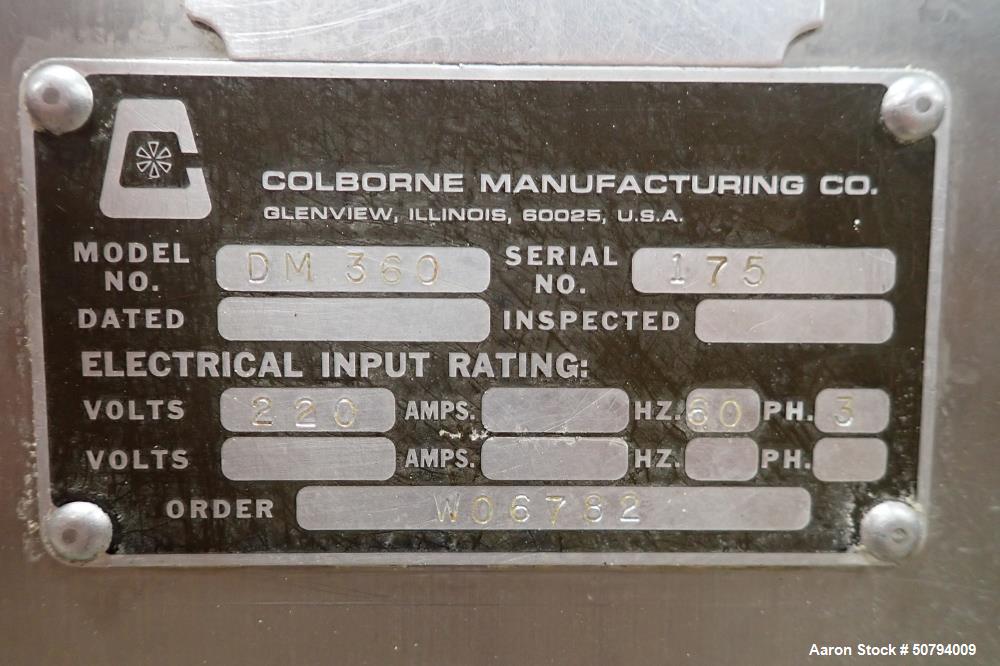 COLBORNE MANUFACTURING CO.
GLENVIEW, ILLINOIS, 60025, U.S.A.
MODEL NO. DM 360 SERIAL NO. 175
DATED INSPECTED
ELECTRICAL INPUT RATING:
VOLTS 220 AMPS. HZ. 60 PH. 3
VOLTS AMPS. HZ. PH.
ORDER W06782
Aaron Stock # 50794009